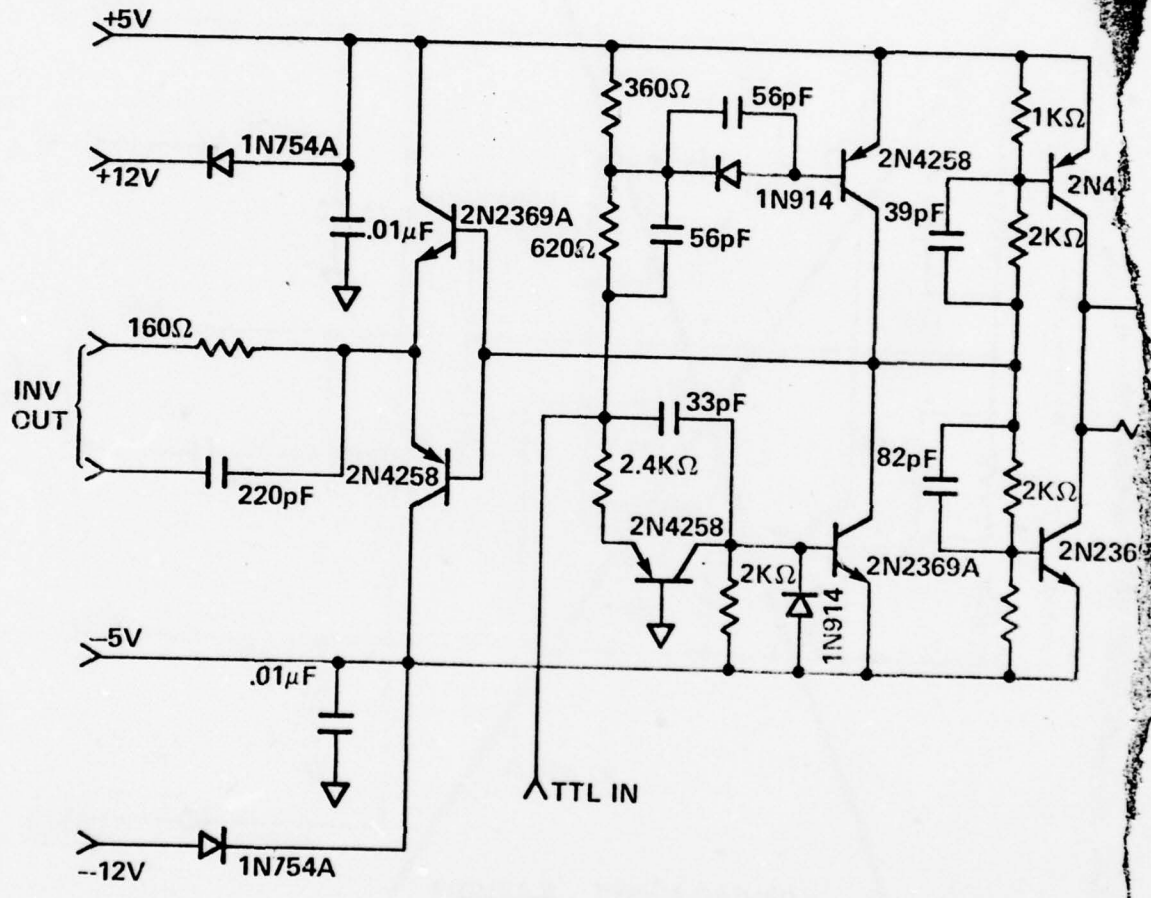 +5V
360Ω
56pF
1KΩ
1N754A
+12V
2N4258
1N914
2N2369A
.01μF
620Ω
56pF
39pF
2KΩ
160Ω
INV
OUT
33pF
2.4KΩ
82pF
2KΩ
220pF
2N4258
2N4258
2KΩ
2N2369A
1N914
–5V
.01μF
TTL IN
--12V
1N754A